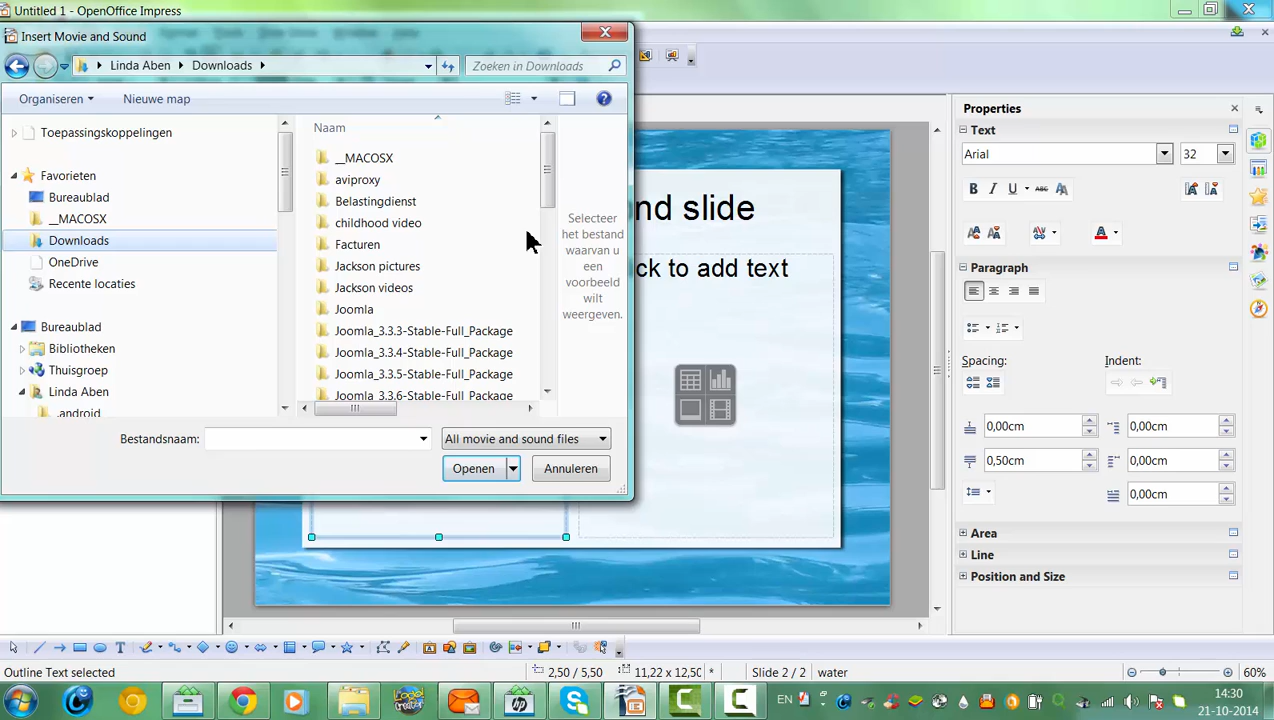 Untitled 1 - OpenOffice Impress
Insert Movie and Sound
Linda Aben
Downloads
Zoeken in Downloads
Organiseren
Nieuwe map
Toepassingskoppelingen
Favorieten
Bureaublad
__MACOSX
Downloads
OneDrive
Recente locaties
Bureaublad
Bibliotheken
Thuisgroep
Linda Aben
.android
Naam
__MACOSX
aviproxy
Belastingdienst
childhood video
Facturen
Jackson pictures
Jackson videos
Joomla
Joomla_3.3.3-Stable-Full_Package
Joomla_3.3.4-Stable-Full_Package
Joomla_3.3.5-Stable-Full_Package
Joomla_3.3.6-Stable-Full_Package
Selecteer
het bestand
waarvan u
een
voorbeeld
wilt
weergeven.
Bestandsnaam:
All movie and sound files
Openen
Annuleren
nd slide
ck to add text
Properties
Text
Arial
32
B I U ABC A
Paragraph
Spacing:
Indent:
0,00cm
0,00cm
0,50cm
0,00cm
0,00cm
Area
Line
Position and Size
Outline Text selected
2,50 / 5,50
11,22 x 12,50
*
Slide 2 / 2
water
60%
EN
14:30
21-10-2014